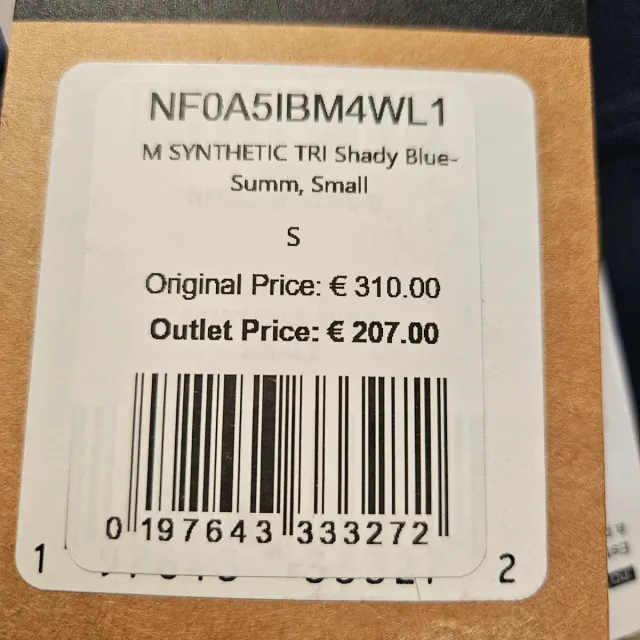 NF0A5IBM4WL1
M SYNTHETIC TRI Shady Blue-
Summ, Small
S
Original Price: € 310.00
Outlet Price: € 207.00
0 197643 333272
1 2